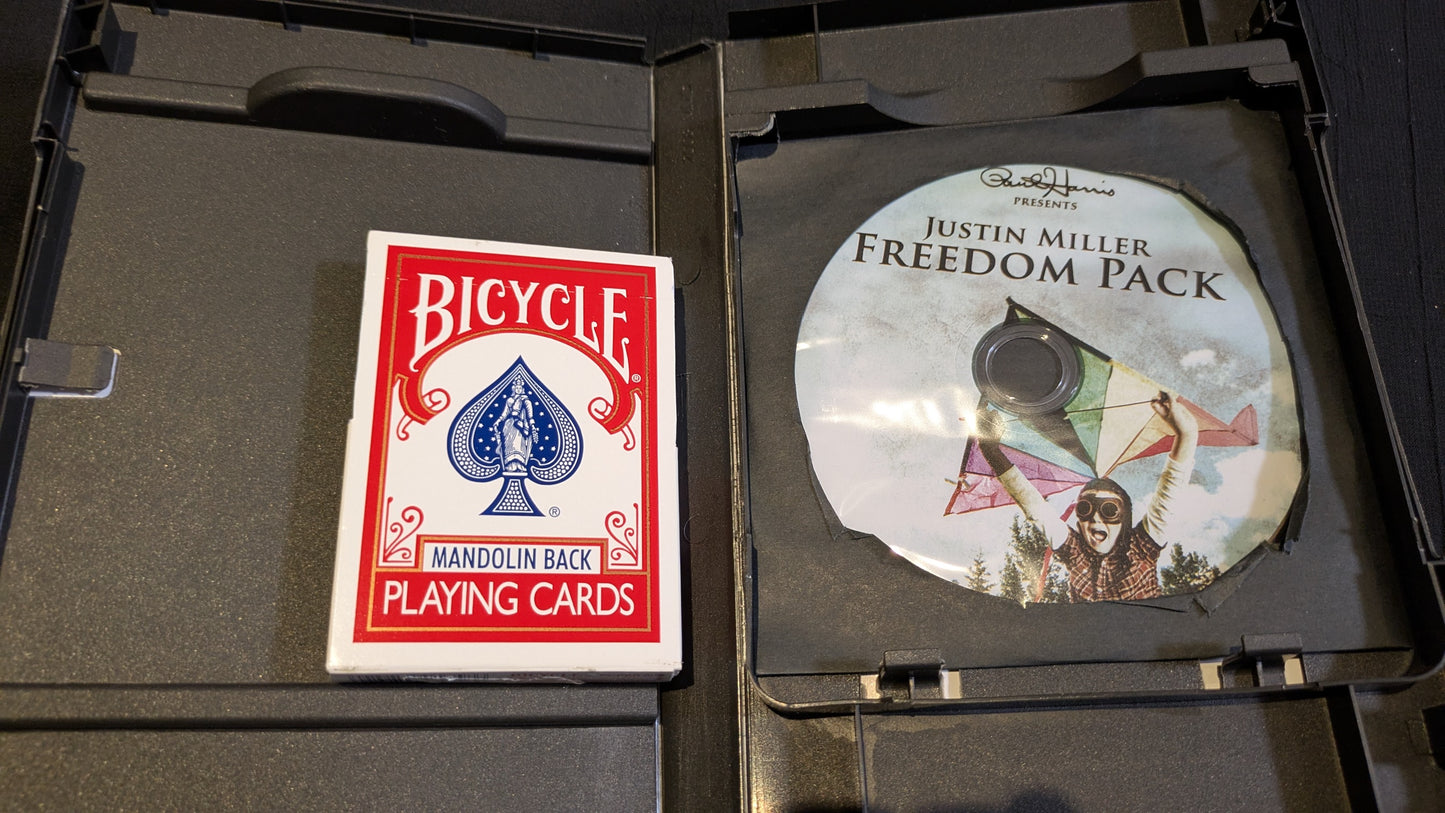 BICYCLE
®
®
MANDOLIN BACK
PLAYING CARDS
Paul Harris
PRESENTS
JUSTIN MILLER
FREEDOM PACK